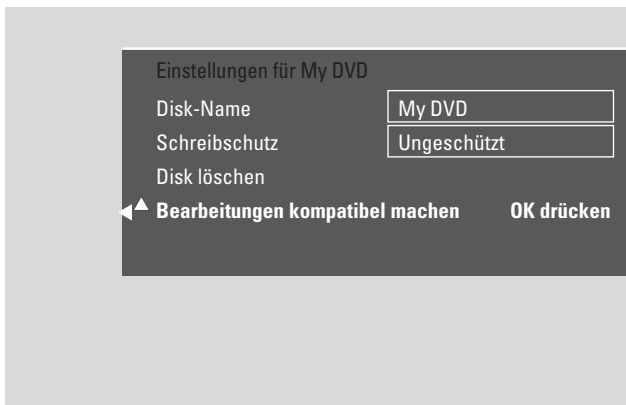 Einstellungen für My DVD
Disk-Name My DVD
Schreibschutz Ungeschützt
Disk löschen
Bearbeitungen kompatibel machen OK drücken